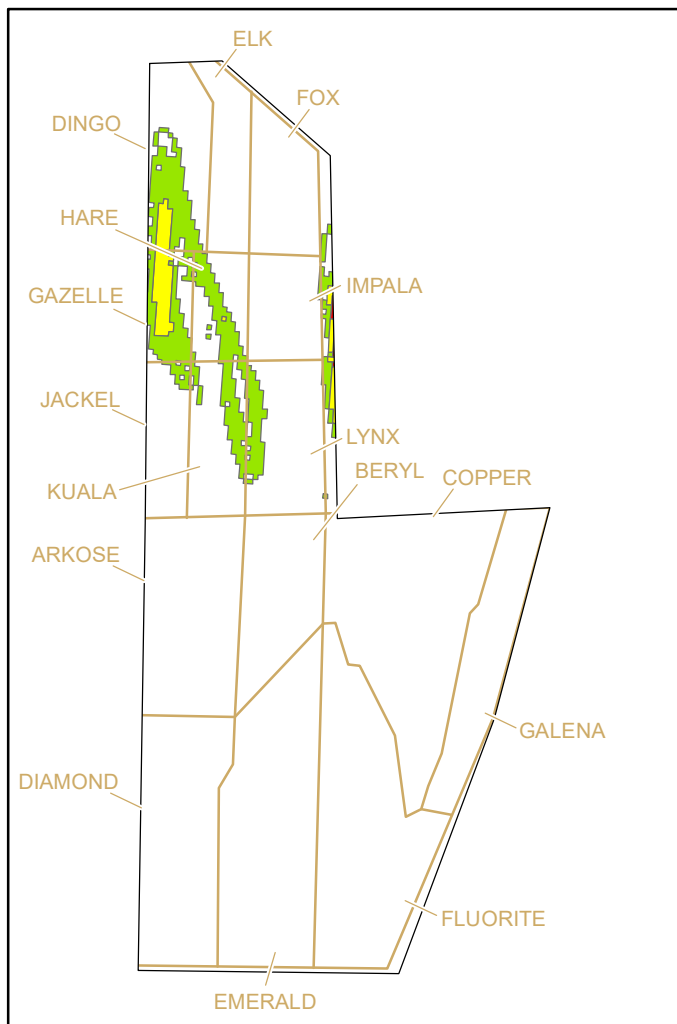 ELK
FOX
DINGO
HARE
IMPALA
GAZELLE
JACKEL
LYNX
BERYL
COPPER
KUALA
ARKOSE
GALENA
DIAMOND
FLUORITE
EMERALD